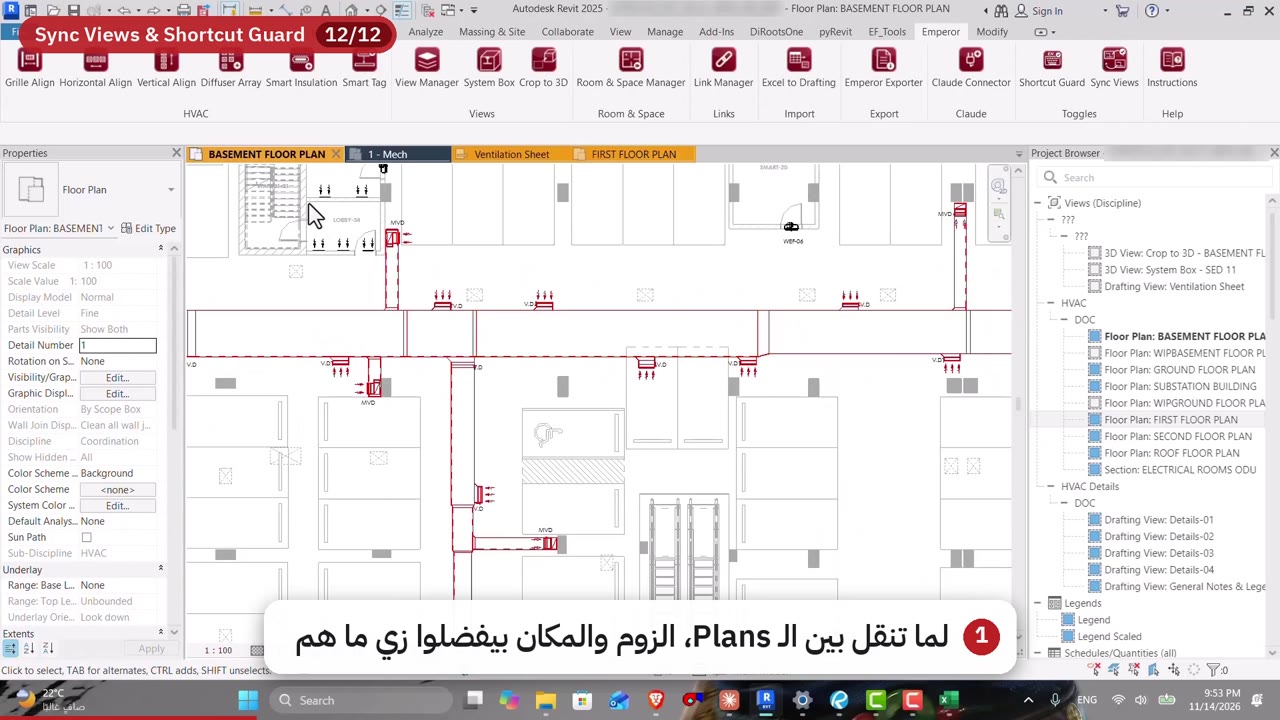 Autodesk Revit 2025
- Floor Plan: BASEMENT FLOOR PLAN
Sign In
Sync Views & Shortcut Guard 12/12
Analyze
Massing & Site
Collaborate
View
Manage
Add-Ins
DiRootsOne
pyRevit
EF_Tools
Emperor
Modify
Grille Align
Horizontal Align
Vertical Align
Diffuser Array
Smart Insulation
Smart Tag
View Manager
System Box
Crop to 3D
Room & Space Manager
Link Manager
Excel to Drafting
Emperor Exporter
Claude Connector
Shortcut Guard
Sync Views
Instructions
HVAC
Views
Room & Space
Links
Import
Export
Claude
Toggles
Help
Properties
Floor Plan
Floor Plan: BASEMENT
Edit Type
Graphics
View Scale 1 : 100
Scale Value 1: 100
Display Model Normal
Detail Level Fine
Parts Visibility Show Both
Detail Number 1
Rotation on S... None
Visibility/Grap... Edit...
Graphic Displ... Edit...
Orientation By Scope Box
Wall Join Disp... Clean all wall j...
Discipline Coordination
Show Hidden ... All
Color Scheme ... Background
Color Scheme <none>
System Color ... Edit...
Default Analys... None
Sun Path
Sub-Discipline HVAC
Underlay
Range: Base L... None
Range: Top Le... Unbounded
Underlay Orie... Look down
Extents
Apply
BASEMENT FLOOR PLAN
1 - Mech
Ventilation Sheet
FIRST FLOOR PLAN
LOBBY-34
SMART-20
MVD
MVD
WEF-06
V.D
V.D
V.D
V.D
V.D
V.D
V.D
V.D
V.D
MVD
V.D
MVD
Project Browser
Search
Views (Discipline)
???
???
3D View: Crop to 3D - BASEMENT FL
3D View: System Box - SED 11
Drafting View: Ventilation Sheet
HVAC
DOC
Floor Plan: BASEMENT FLOOR PLA
Floor Plan: WIPBASEMENT FLOOR PL
Floor Plan: GROUND FLOOR PLAN
Floor Plan: SUBSTATION BUILDING
Floor Plan: WIPGROUND FLOOR PLA
Floor Plan: FIRST FLOOR PLAN
Floor Plan: SECOND FLOOR PLAN
Floor Plan: ROOF FLOOR PLAN
Section: ELECTRICAL ROOMS ODU
HVAC Details
DOC
Drafting View: Details-01
Drafting View: Details-02
Drafting View: Details-03
Drafting View: Details-04
Drafting View: General Notes & Lege
Legends
Legend
Legend Scaled
Schedules/Quantities (all)
1 لما تنقل بين الـ Plans، الزوم والمكان بيفضلوا زي ما هم
1 : 100
Click to select, TAB for alternates, CTRL adds, SHIFT unselects.
:0
22°C
صافي غالبًا
Search
ENG
9:53 PM
11/14/2026